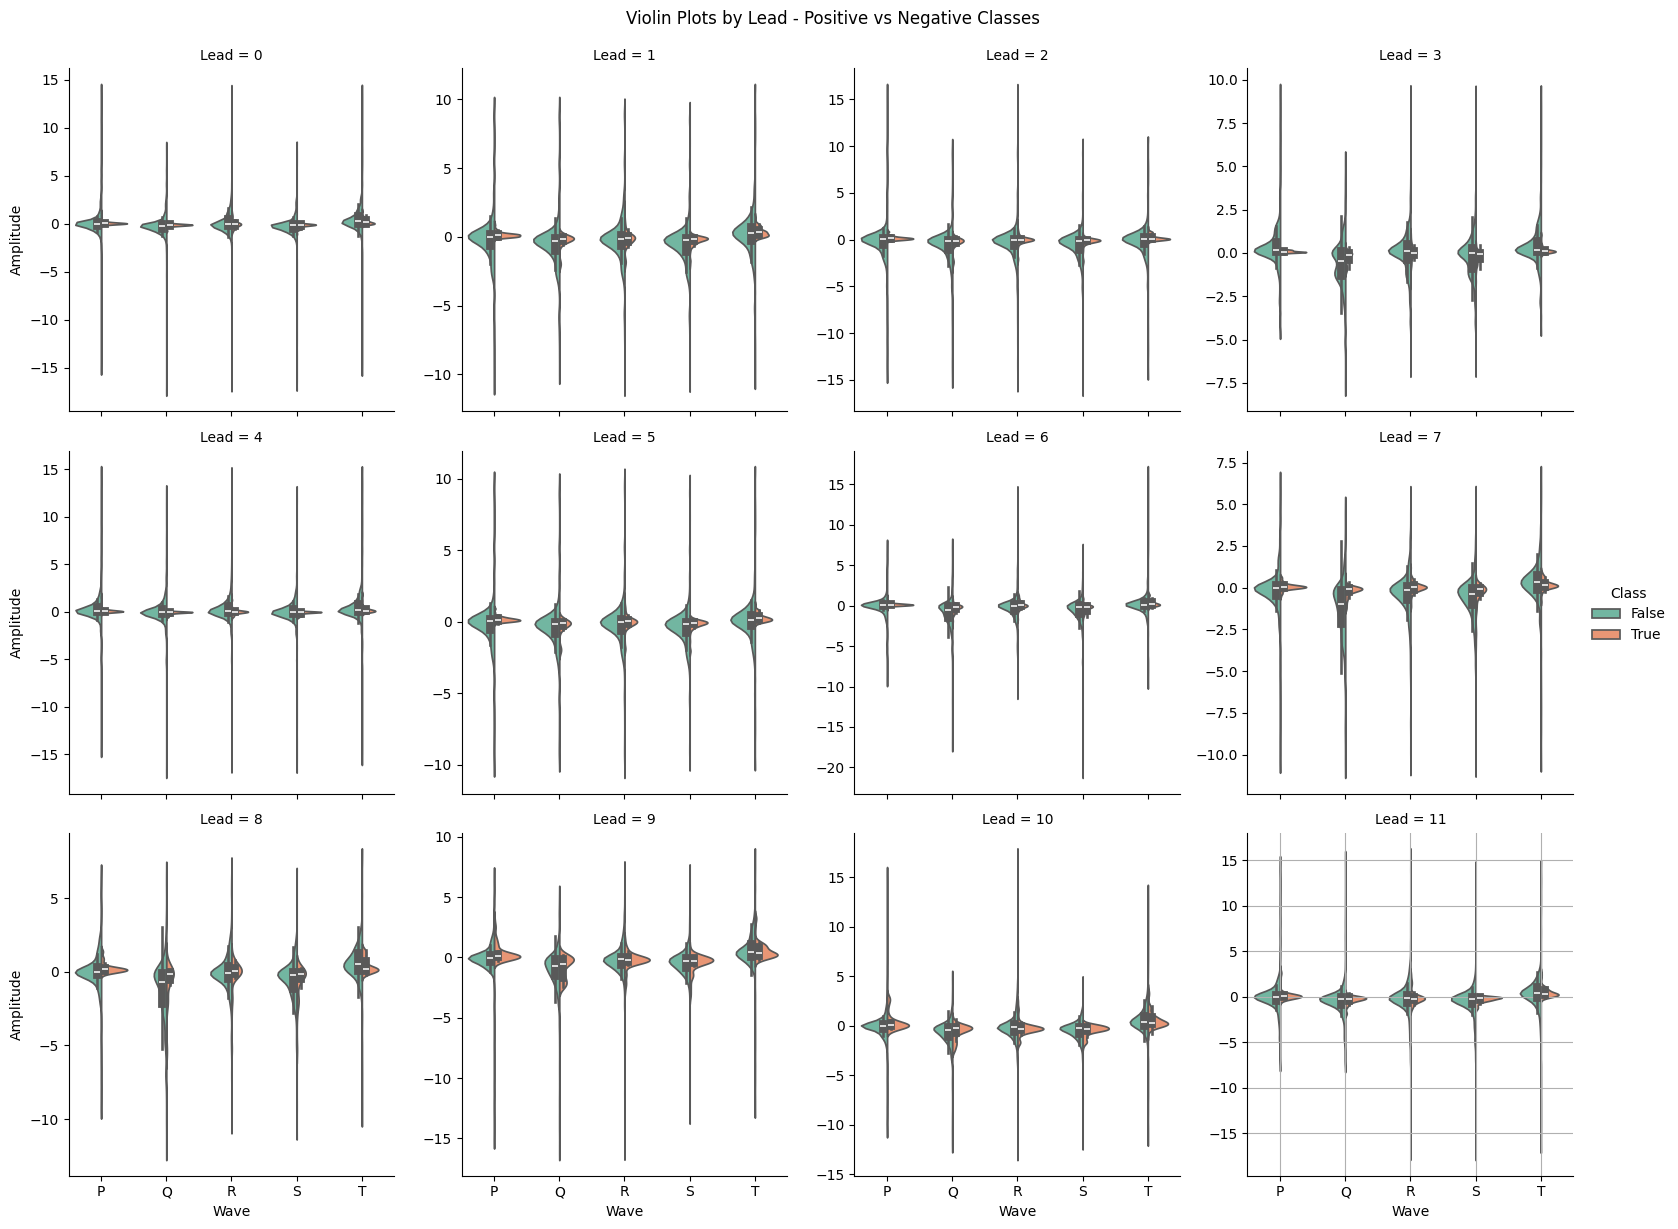 Violin Plots by Lead - Positive vs Negative Classes
Lead = 0
Lead = 1
Lead = 2
Lead = 3
15
10
5
0
−5
−10
−15
Amplitude
10
5
0
−5
−10
15
10
5
0
−5
−10
−15
10.0
7.5
5.0
2.5
0.0
−2.5
−5.0
−7.5
Lead = 4
Lead = 5
Lead = 6
Lead = 7
15
10
5
0
−5
−10
−15
Amplitude
10
5
0
−5
−10
15
10
5
0
−5
−10
−15
−20
7.5
5.0
2.5
0.0
−2.5
−5.0
−7.5
−10.0
Class
False
True
Lead = 8
Lead = 9
Lead = 10
Lead = 11
5
0
−5
−10
Amplitude
10
5
0
−5
−10
−15
15
10
5
0
−5
−10
−15
15
10
5
0
−5
−10
−15
P Q R S T
P Q R S T
P Q R S T
P Q R S T
Wave
Wave
Wave
Wave